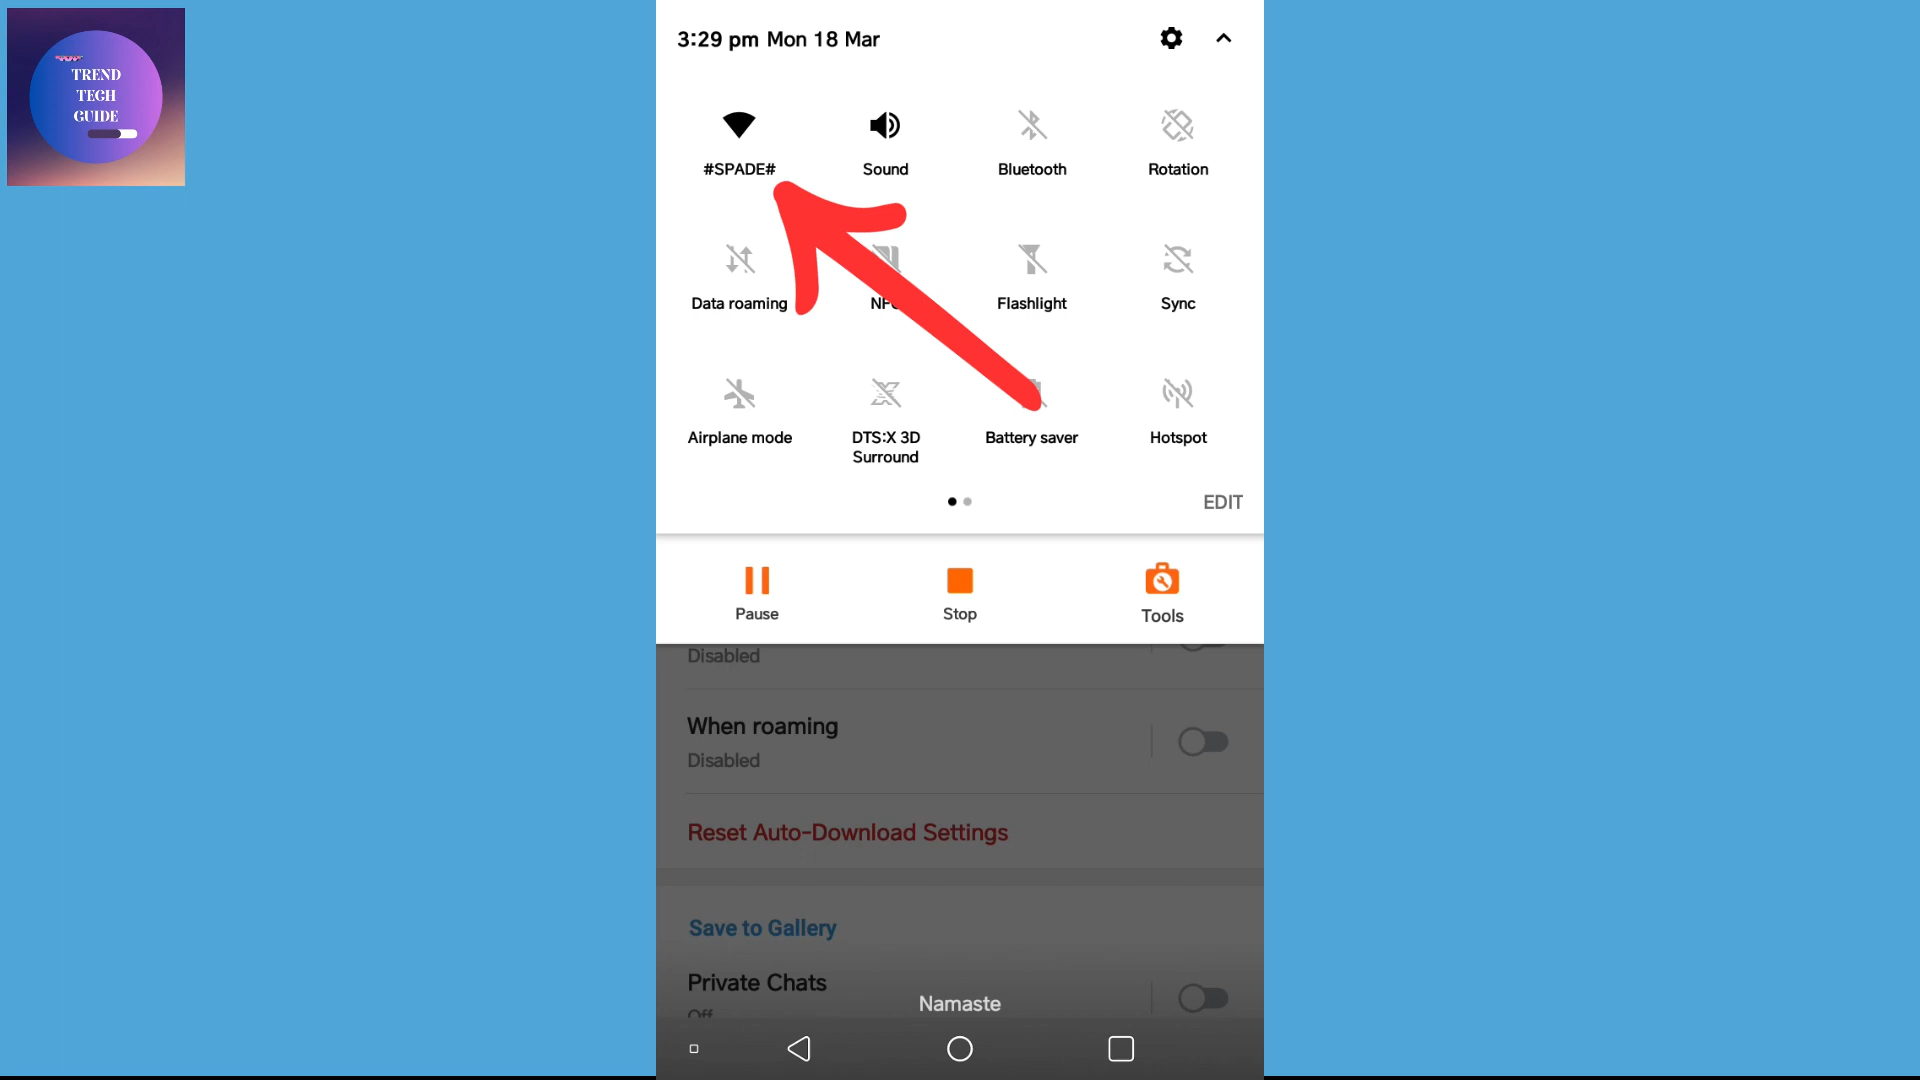 TREND
TECH
GUIDE
3:29 pm Mon 18 Mar
#SPADE# Sound Bluetooth Rotation
Data roaming Flashlight Sync
Airplane mode DTS:X 3D Surround Battery saver Hotspot
EDIT
Pause Stop Tools
Disabled
When roaming
Disabled
Reset Auto-Download Settings
Save to Gallery
Private Chats
Off
Namaste